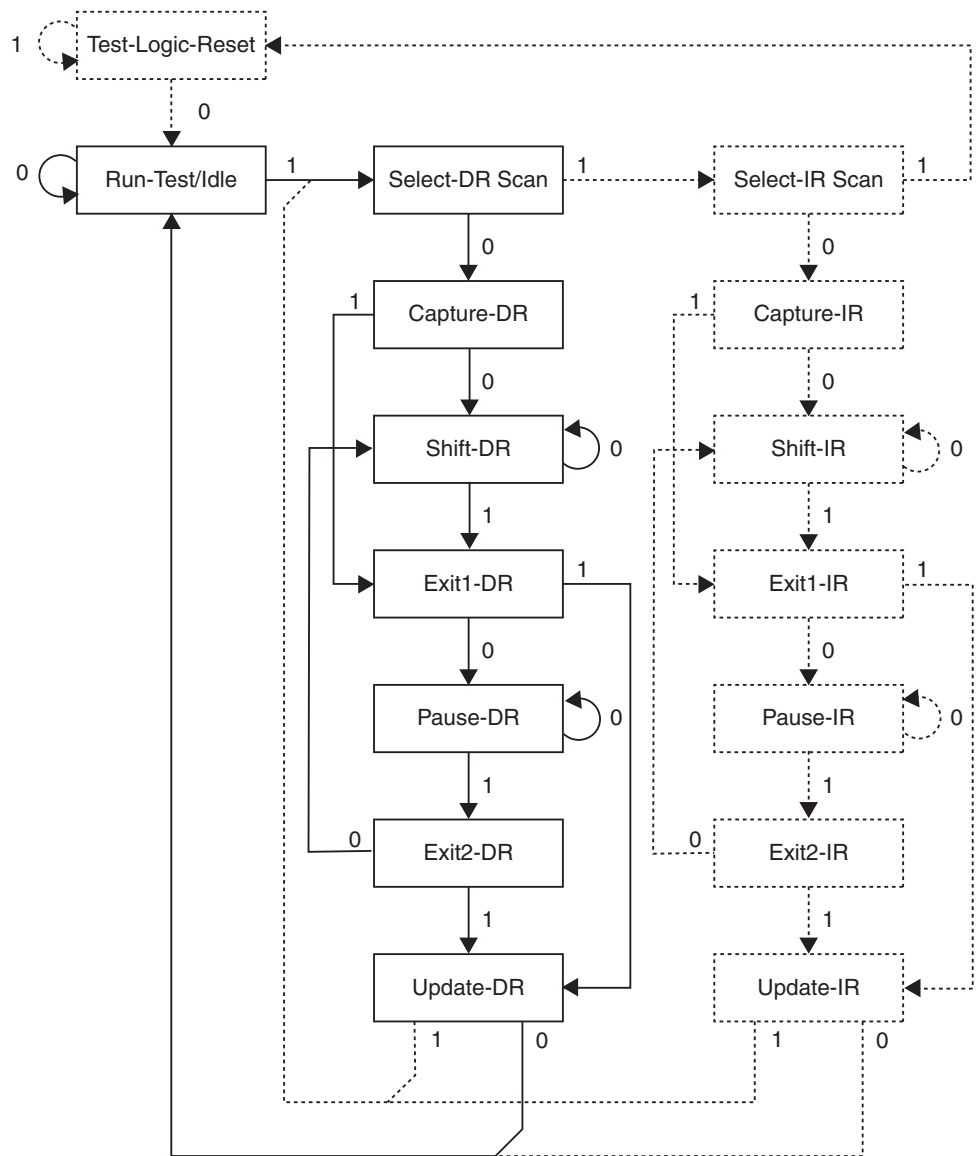 1 Test-Logic-Reset
0
0 Run-Test/Idle 1 Select-DR Scan 1 Select-IR Scan 1
0 0
1 Capture-DR 1 Capture-IR
0 0
Shift-DR 0 Shift-IR 0
1 1
Exit1-DR 1 Exit1-IR 1
0 0
Pause-DR 0 Pause-IR 0
1 1
0 Exit2-DR 0 Exit2-IR
1 1
Update-DR Update-IR
1 0 1 0